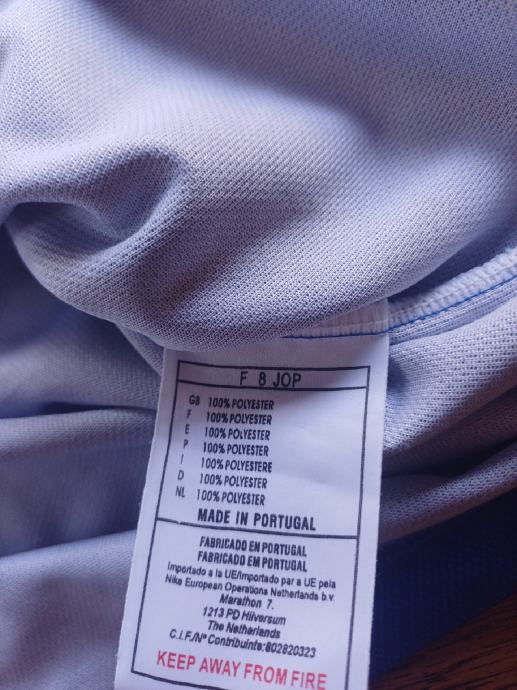 F 8 JOP
GB 100% POLYESTER
F 100% POLYESTER
E 100% POLYESTER
P 100% POLYESTER
I 100% POLYESTERE
D 100% POLYESTER
NL 100% POLYESTER
MADE IN PORTUGAL
FABRICADO EN PORTUGAL
FABRICADO EM PORTUGAL
Importado a la UE/Importado par a UE pela
Nike European Operations Netherlands b.v.
Marathon 7.
1213 PD Hilversum
The Netherlands
C.I.F./Nº Contribuinte:802820323
KEEP AWAY FROM FIRE